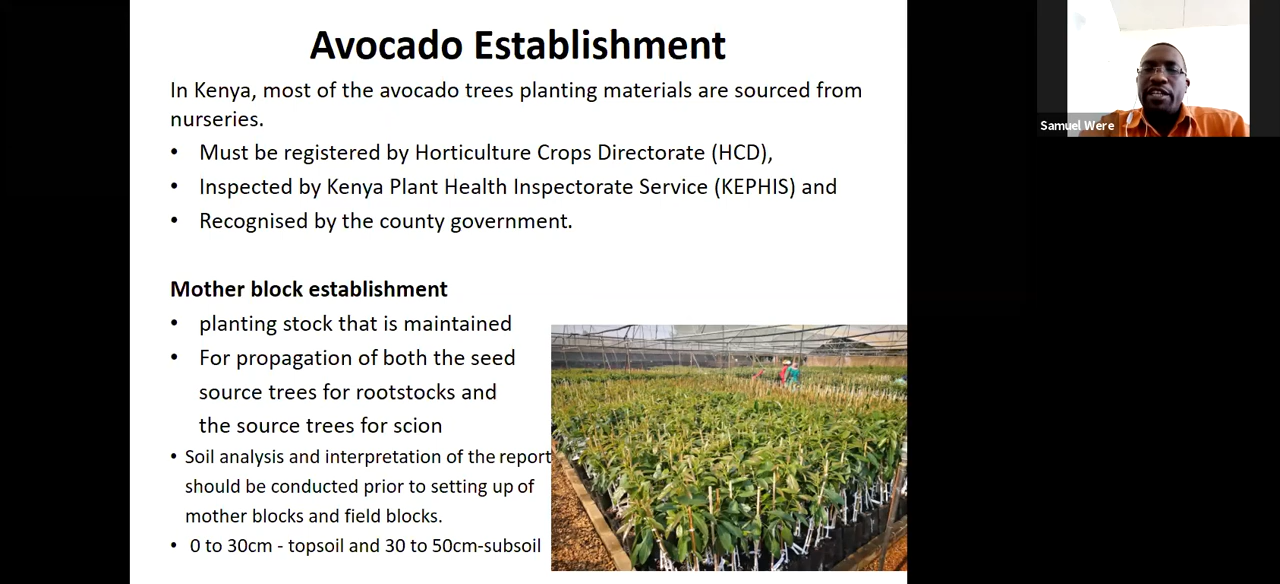 Avocado Establishment
In Kenya, most of the avocado trees planting materials are sourced from
nurseries.
• Must be registered by Horticulture Crops Directorate (HCD),
• Inspected by Kenya Plant Health Inspectorate Service (KEPHIS) and
• Recognised by the county government.
Mother block establishment
• planting stock that is maintained
• For propagation of both the seed
source trees for rootstocks and
the source trees for scion
• Soil analysis and interpretation of the report
should be conducted prior to setting up of
mother blocks and field blocks.
• 0 to 30cm - topsoil and 30 to 50cm-subsoil
Samuel Were